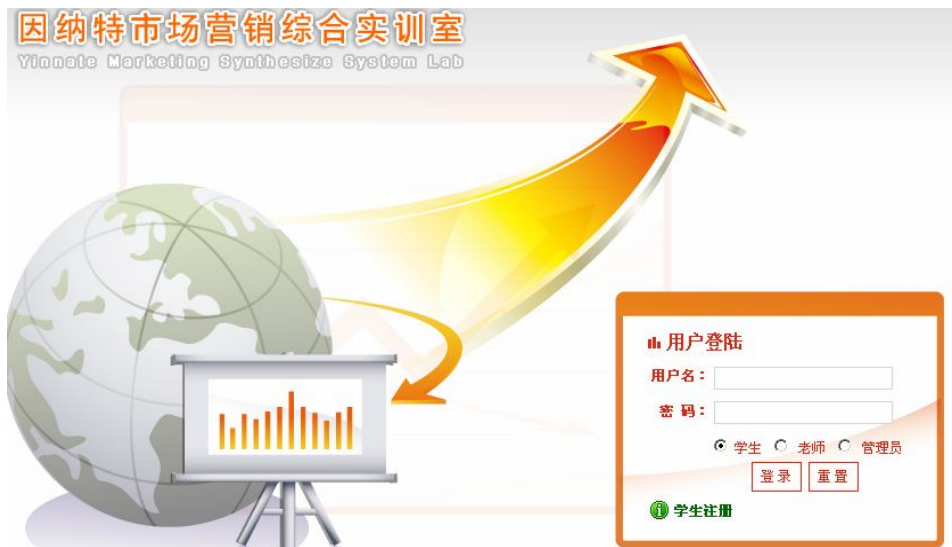 因纳特市场营销综合实训室
Yinnate Marketing Synthesize System Lab
用户登陆
用户名：
密 码：
学生 老师 管理员
登录 重置
学生注册